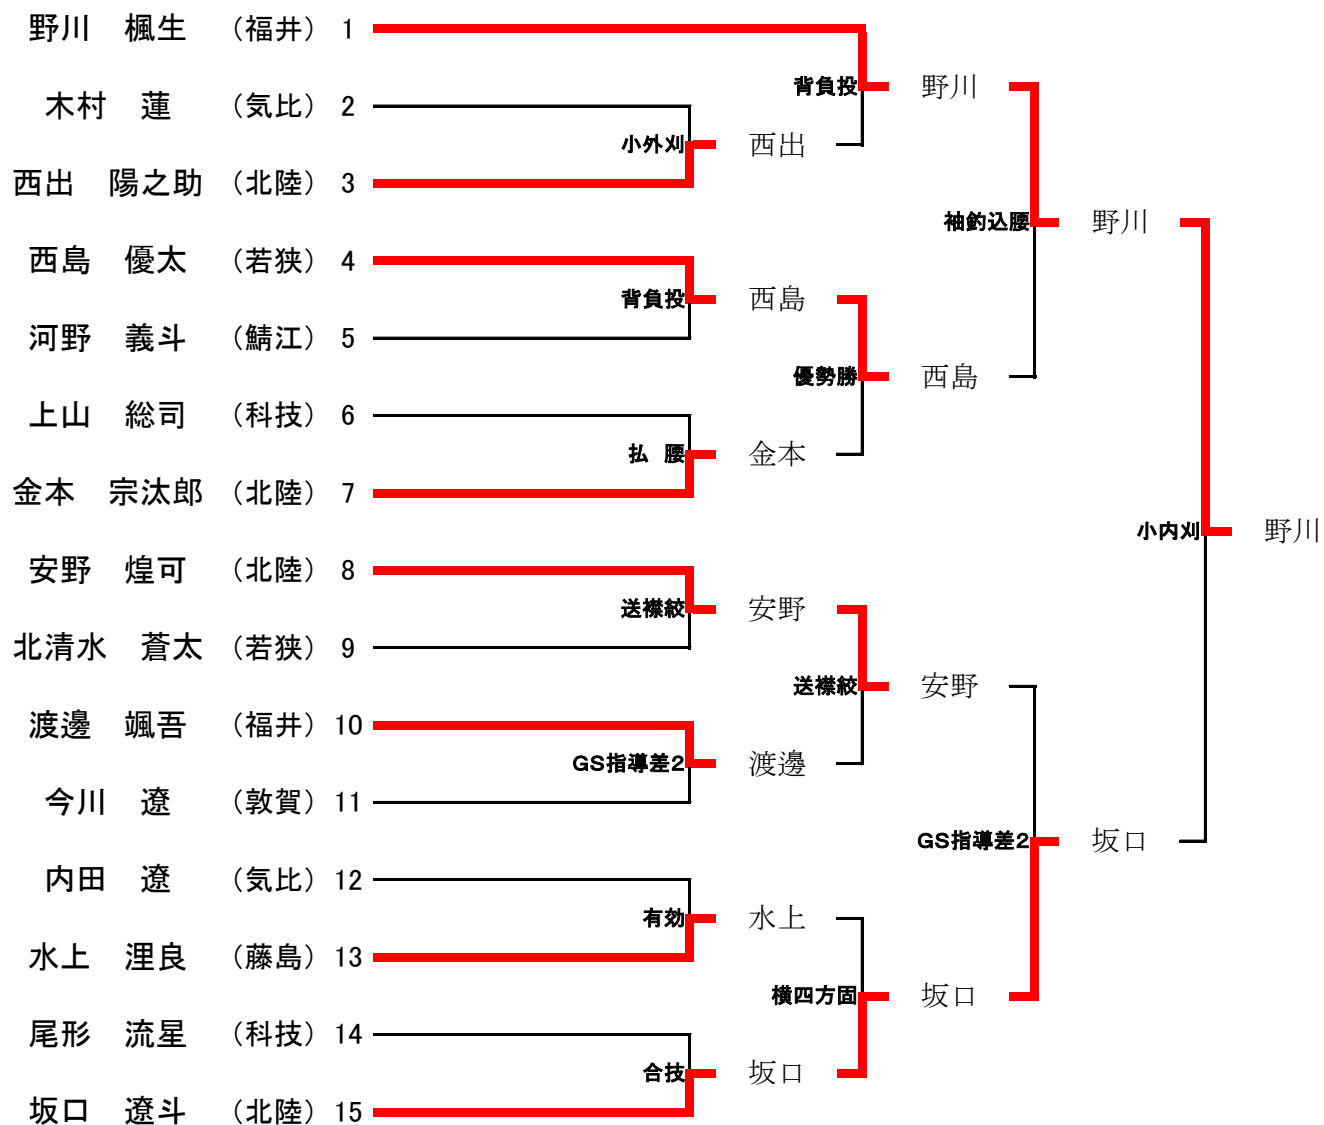 野川　楓生　（福井）　1
背負投　野川
木村　蓮　（気比）　2
小外刈　西出
西出　陽之助　（北陸）　3
袖釣込腰　野川
西島　優太　（若狭）　4
背負投　西島
河野　義斗　（鯖江）　5
優勢勝　西島
上山　総司　（科技）　6
払　腰　金本
金本　宗汰郎　（北陸）　7
小内刈　野川
安野　煌可　（北陸）　8
送襟絞　安野
北清水　蒼太　（若狭）　9
送襟絞　安野
渡邊　颯吾　（福井）　10
GS指導差2　渡邊
今川　遼　（敦賀）　11
GS指導差2　坂口
内田　遼　（気比）　12
有効　水上
水上　浬良　（藤島）　13
横四方固　坂口
尾形　流星　（科技）　14
合技　坂口
坂口　遼斗　（北陸）　15